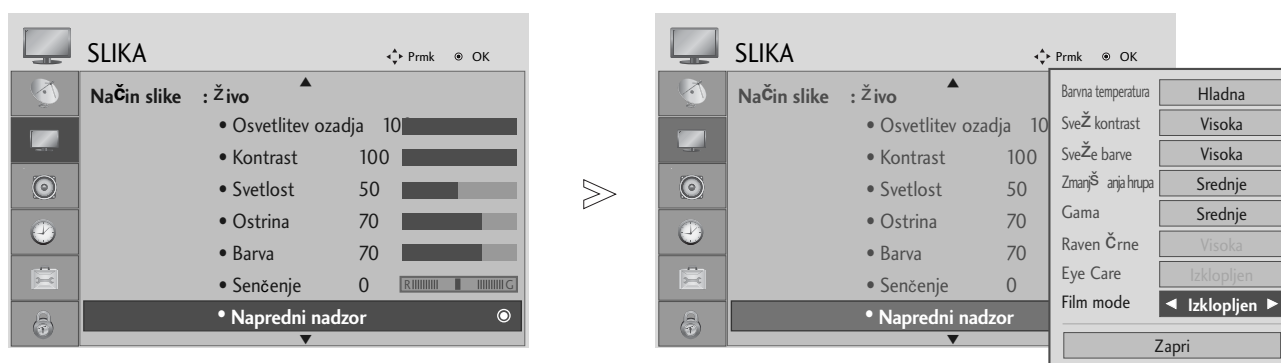 SLIKA Prmk OK
Način slike : Živo
• Osvetlitev ozadja
• Kontrast 100
• Svetlost 50
• Ostrina 70
• Barva 70
• Senčenje 0 R G
• Napredni nadzor
SLIKA Prmk OK
Način slike : Živo
• Osvetlitev ozadja 10
• Kontrast 100
• Svetlost 50
• Ostrina 70
• Barva 70
• Senčenje 0
• Napredni nadzor
Barvna temperatura Hladna
Svež kontrast Visoka
Sveže barve Visoka
Zmanjš anja hrupa Srednje
Gama Srednje
Raven Črne Visoka
Eye Care Izklopljen
Film mode ◄ Izklopljen ►
Zapri